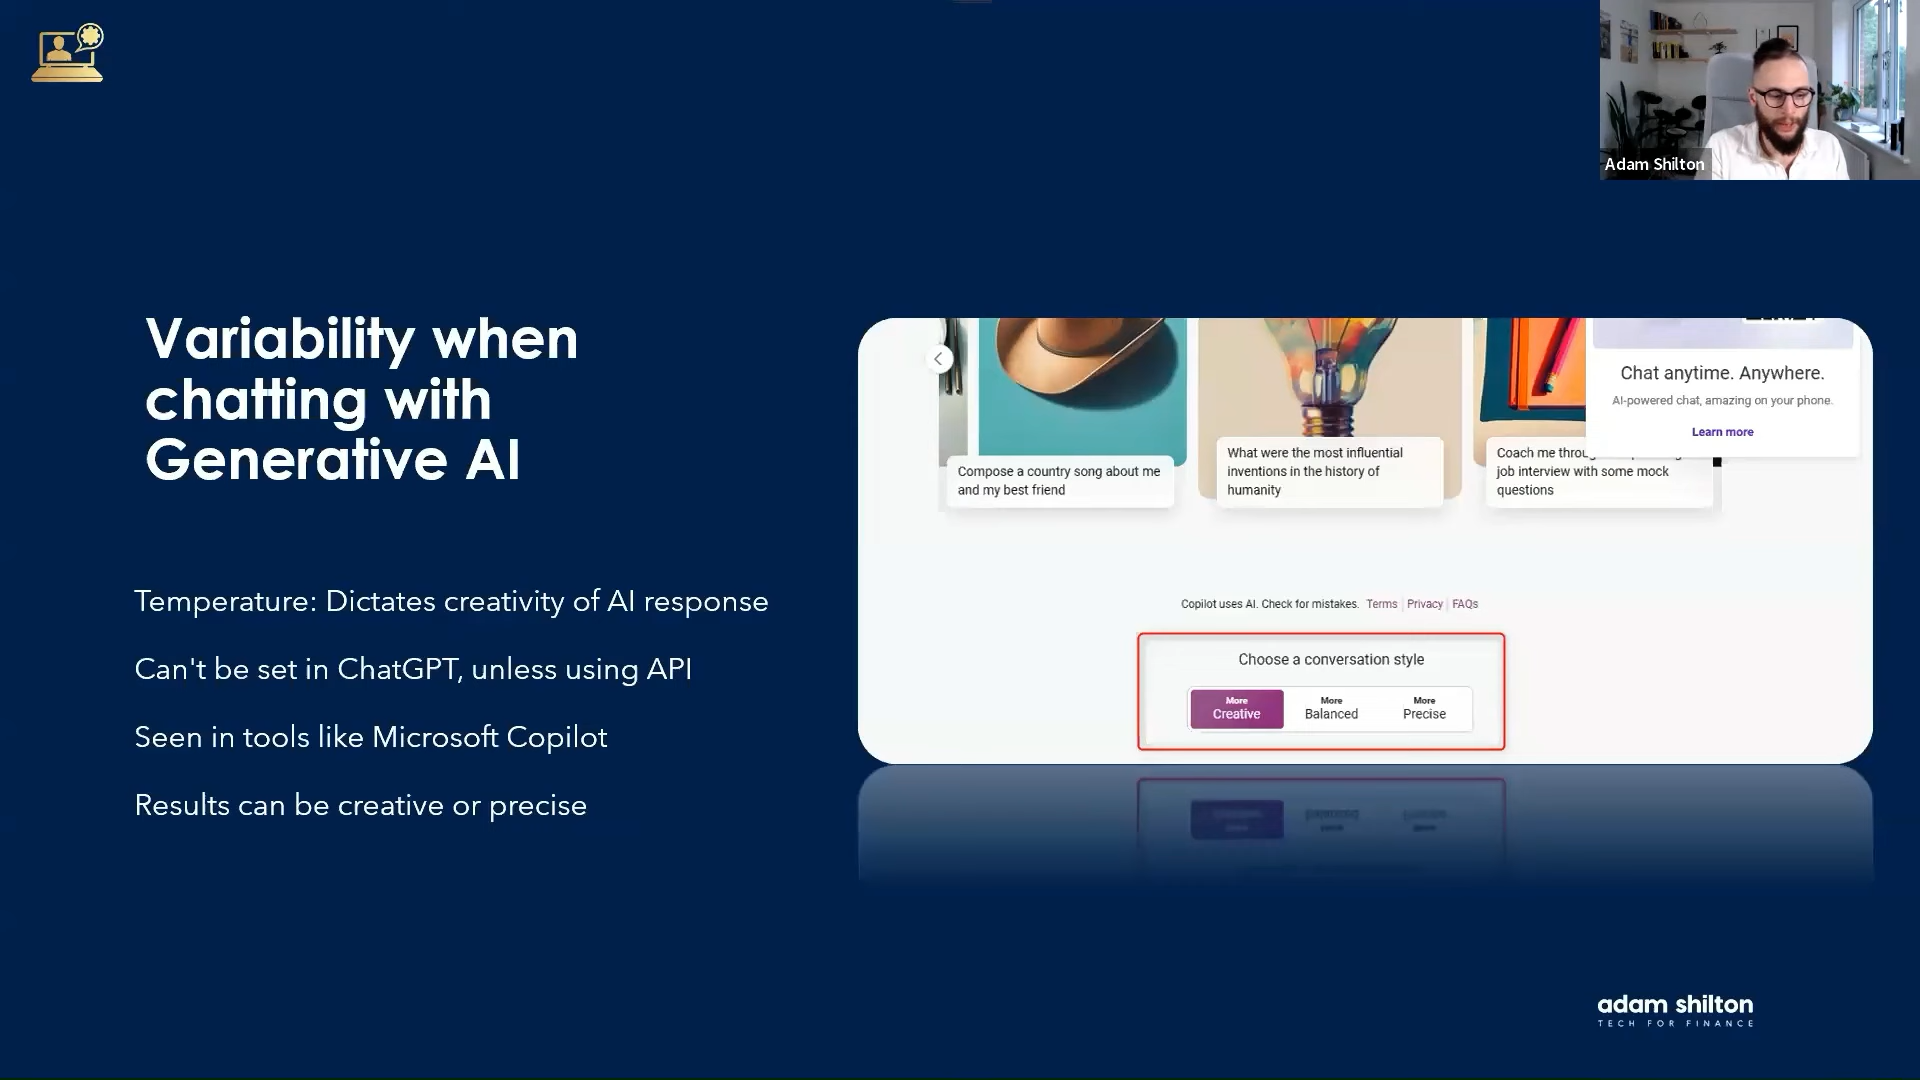 Adam Shilton
Variability when
chatting with
Generative AI
Temperature: Dictates creativity of AI response
Can't be set in ChatGPT, unless using API
Seen in tools like Microsoft Copilot
Results can be creative or precise
Chat anytime. Anywhere.
AI-powered chat, amazing on your phone.
Learn more
Compose a country song about me
and my best friend
What were the most influential
inventions in the history of
humanity
Coach me
job interview with some mock
questions
Copilot uses AI. Check for mistakes. Terms Privacy FAQs
Choose a conversation style
More
Creative
More
Balanced
More
Precise
adam shilton
TECH FOR FINANCE